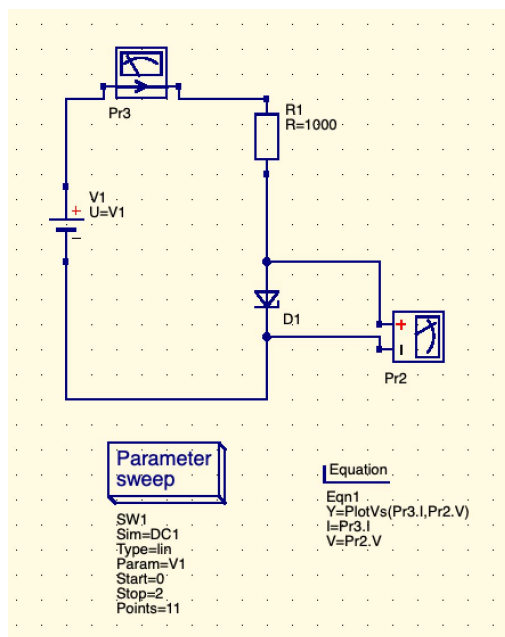 Pr3
R1
R=1000
V1
U=V1
D1
Pr2
Parameter
sweep
SW1
Sim=DC1
Type=lin
Param=V1
Start=0
Stop=2
Points=11
Equation
Eqn1
Y=PlotVs(Pr3.I,Pr2.V)
I=Pr3.I
V=Pr2.V